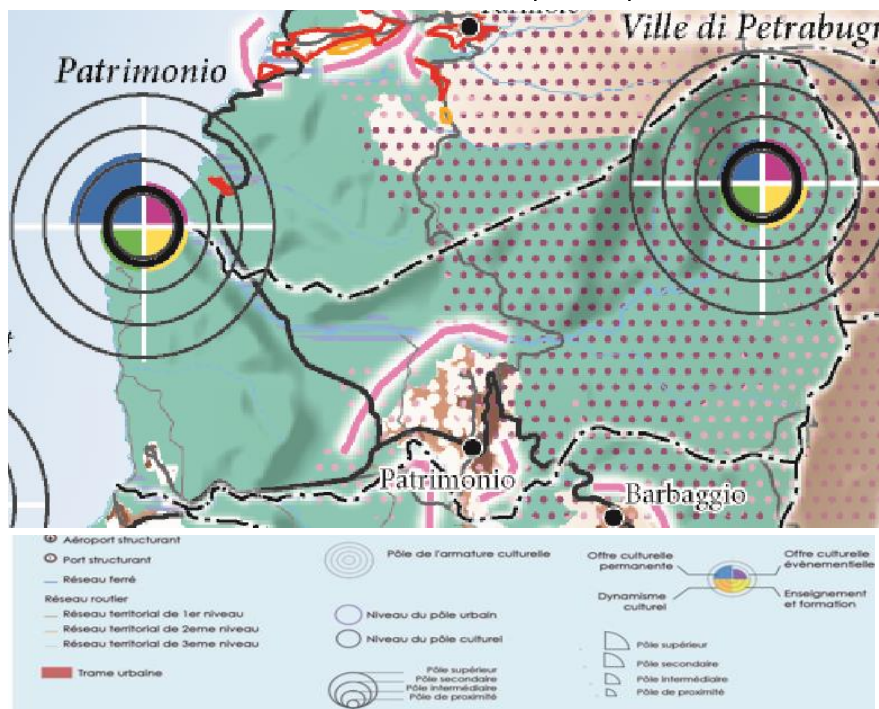 Ville di Petrabugn
Patrimonio
Patrimonio
Barbaggio
Aéroport structurant
Port structurant
Réseau ferré
Réseau routier
Réseau territorial de 1er niveau
Réseau territorial de 2eme niveau
Réseau territorial de 3eme niveau
Trame urbaine
Pôle de l'armature culturelle
Niveau du pôle urbain
Niveau du pôle culturel
Pôle supérieur
Pôle secondaire
Pôle intermédiaire
Pôle de proximité
Offre culturelle
permanente
Offre culturelle
évènementielle
Dynamisme
culturel
Enseignement
et formation
Pôle supérieur
Pôle secondaire
Pôle intermédiaire
Pôle de proximité